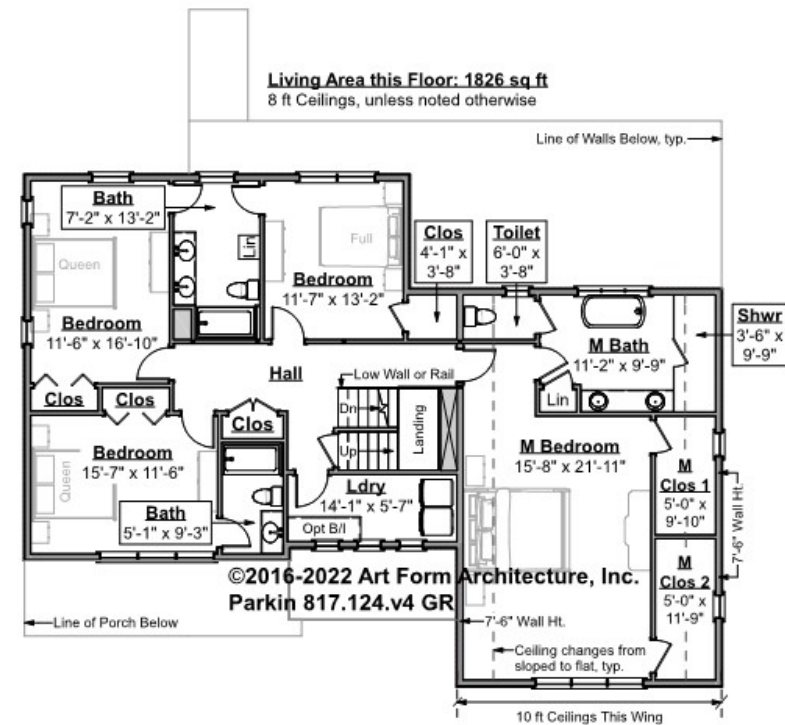 Living Area this Floor: 1826 sq ft
8 ft Ceilings, unless noted otherwise
Line of Walls Below, typ.
Bath
7'-2" x 13'-2"
Clos
4'-1" x
3'-8"
Toilet
6'-0" x
3'-8"
Queen
Lin
Full
Bedroom
11'-7" x 13'-2"
Bedroom
11'-6" x 16'-10"
Shwr
3'-6" x
9'-9"
M Bath
11'-2" x 9'-9"
Hall
Low Wall or Rail
Clos
Clos
Clos
Dn
Up
Landing
Lin
Bedroom
15'-7" x 11'-6"
Queen
M Bedroom
15'-8" x 21'-11"
M
Clos 1
5'-0" x
9'-10"
7'-6" Wall Ht.
Ldry
14'-1" x 5'-7"
Opt B/I
Bath
5'-1" x 9'-3"
M
Clos 2
5'-0" x
11'-9"
©2016-2022 Art Form Architecture, Inc.
Parkin 817.124.v4 GR
Line of Porch Below
7'-6" Wall Ht.
Ceiling changes from
sloped to flat, typ.
10 ft Ceilings This Wing